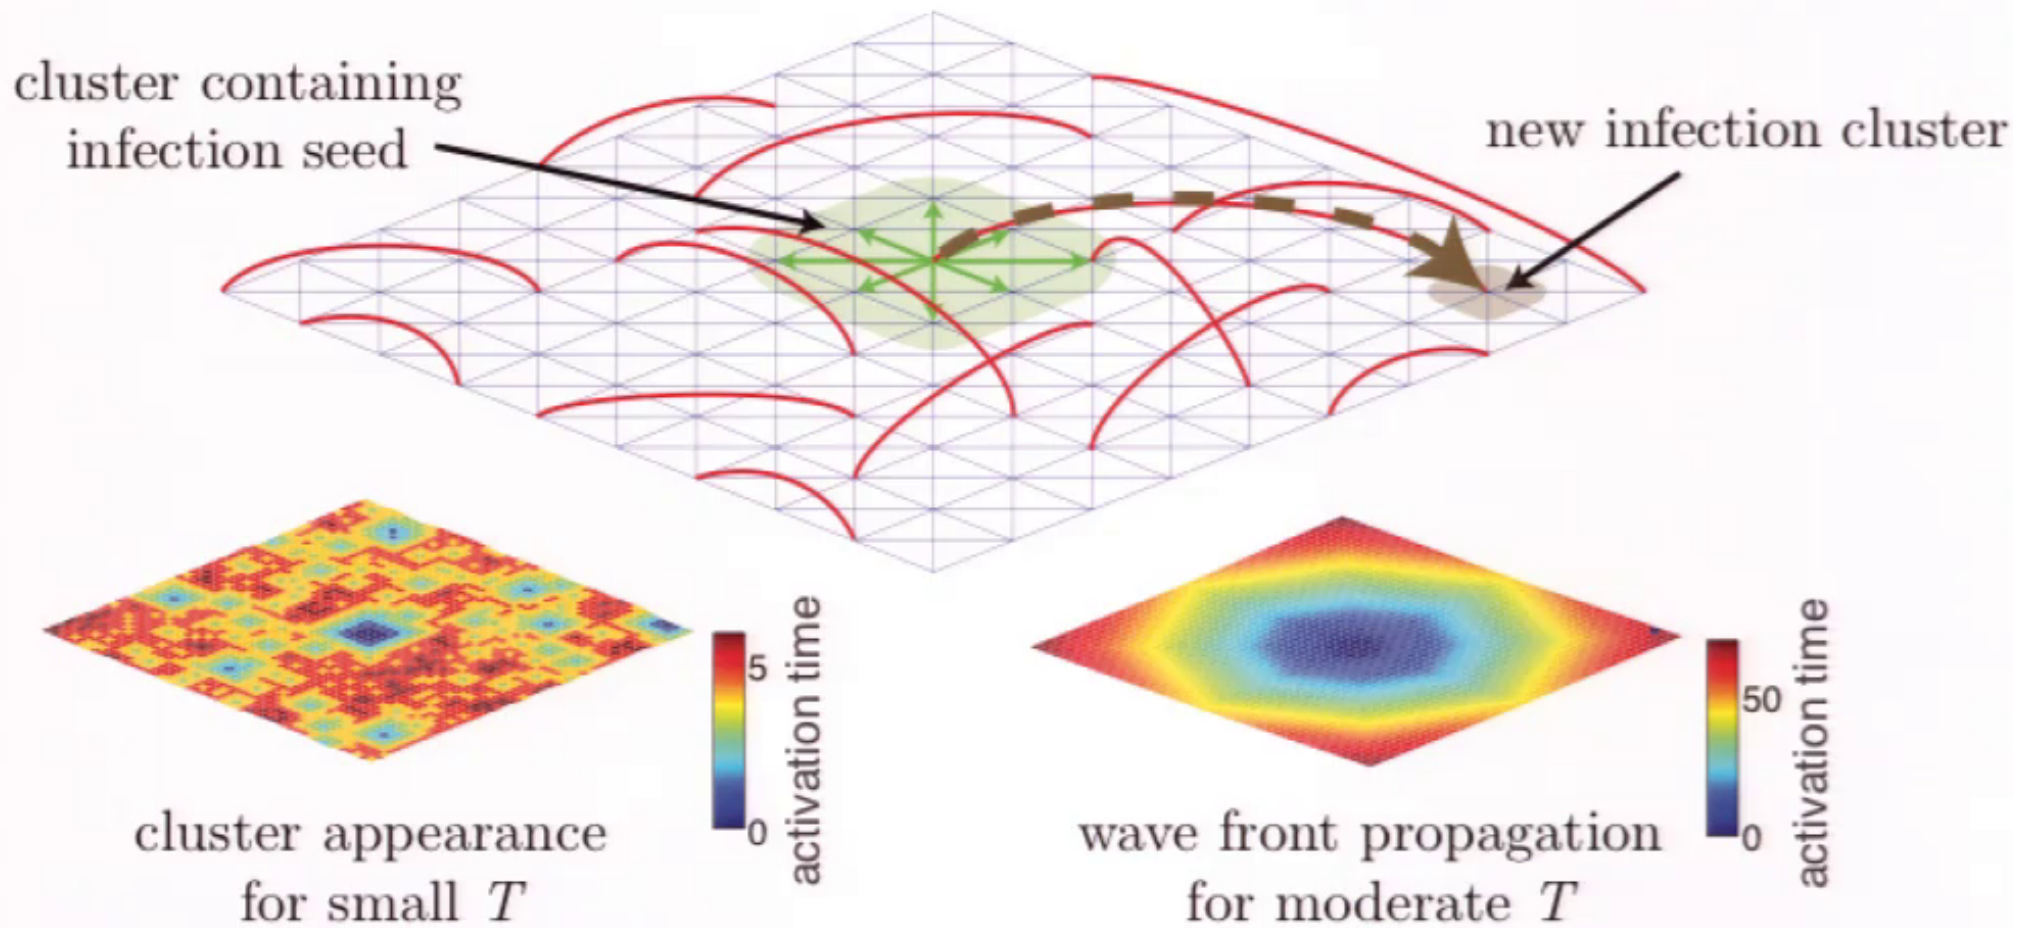 cluster containing
infection seed
new infection cluster
5
0
activation time
50
0
activation time
cluster appearance
for small T
wave front propagation
for moderate T